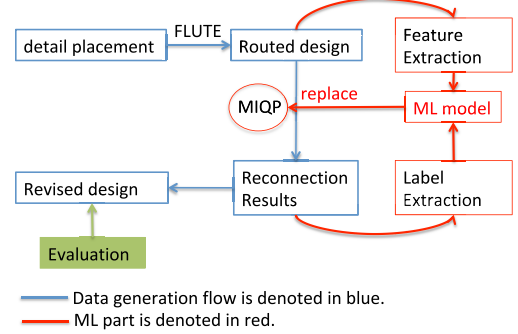 detail placement
FLUTE
Routed design
Feature
Extraction
MIQP
replace
ML model
Revised design
Reconnection
Results
Label
Extraction
Evaluation
Data generation flow is denoted in blue.
ML part is denoted in red.